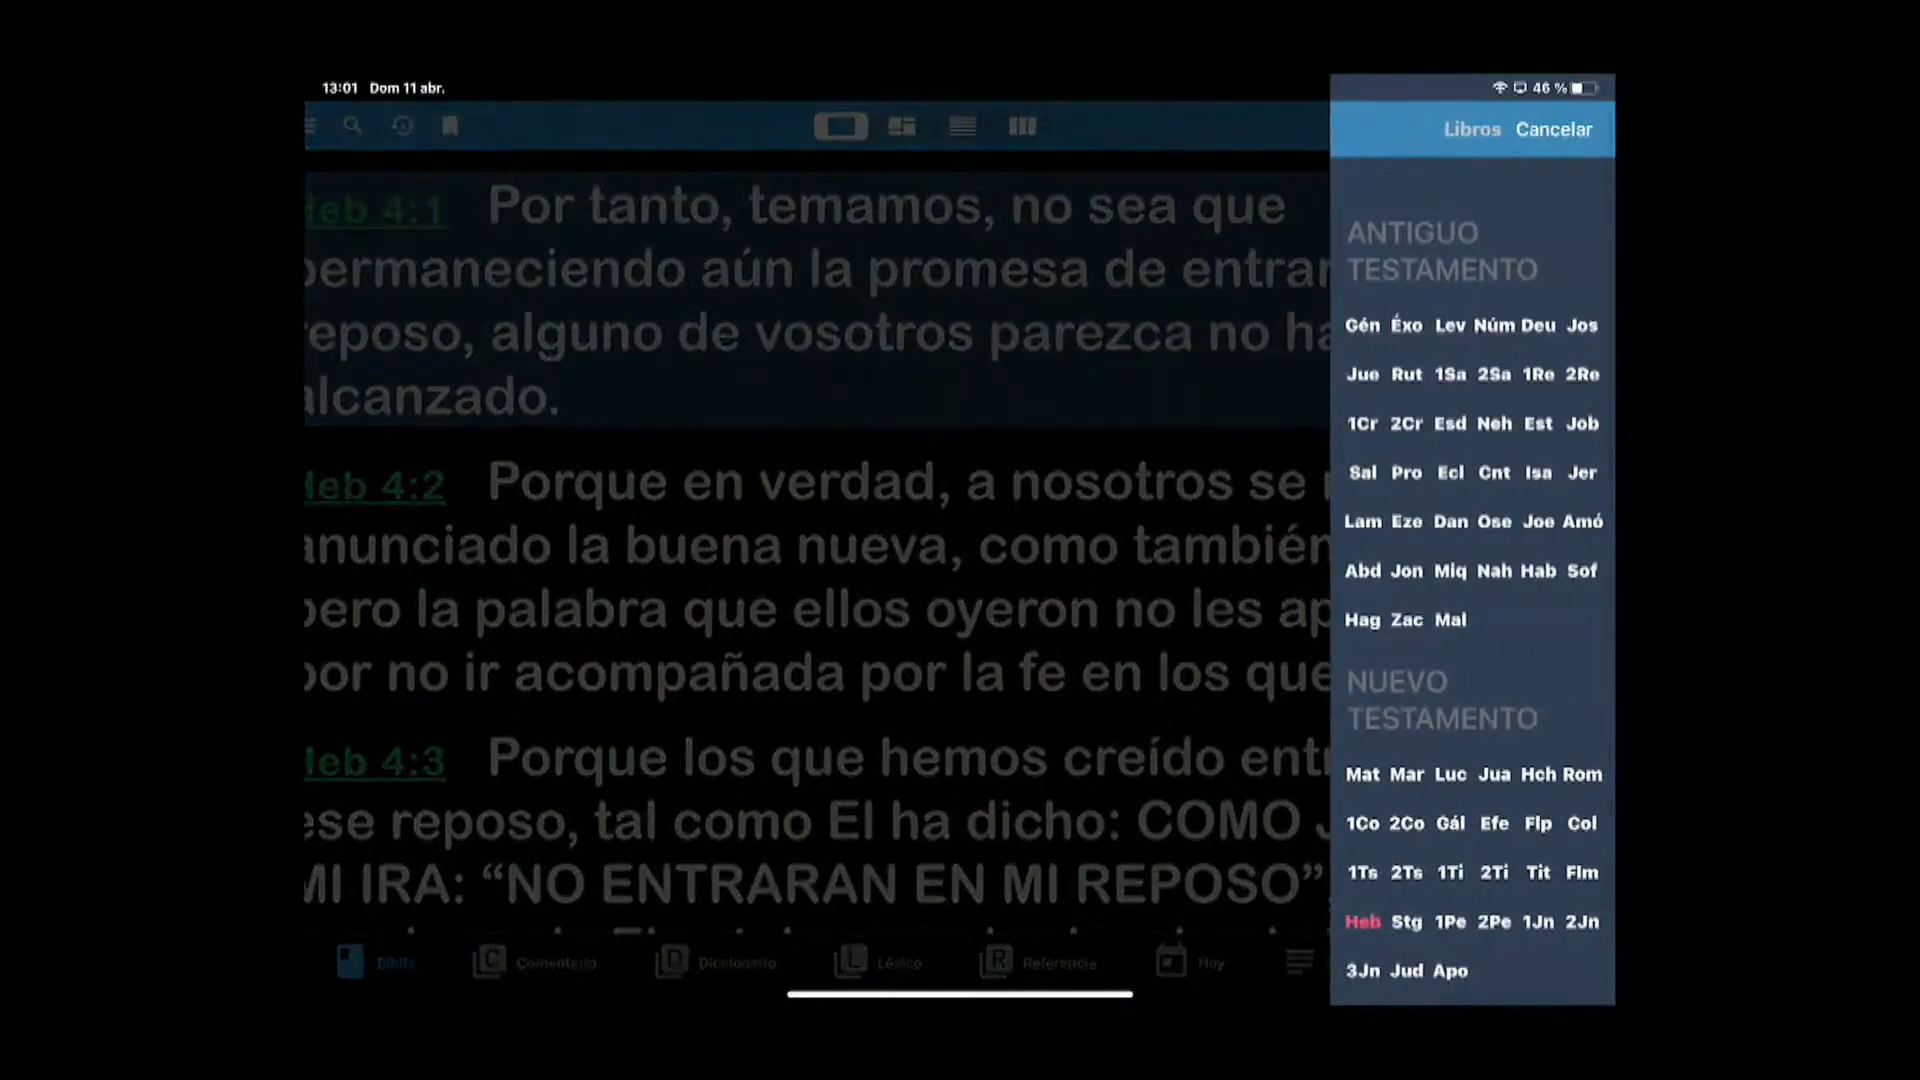 13:01 Dom 11 abr.
46 %
Libros Cancelar
Heb 4:1 Por tanto, temamos, no sea que
permaneciendo aún la promesa de entrar
reposo, alguno de vosotros parezca no ha
alcanzado.
Heb 4:2 Porque en verdad, a nosotros se
anunciado la buena nueva, como también
pero la palabra que ellos oyeron no les ap
por no ir acompañada por la fe en los que
Heb 4:3 Porque los que hemos creído ent
ese reposo, tal como El ha dicho: COMO
MI IRA: “NO ENTRARAN EN MI REPOSO”
Biblia Comentario Diccionario Léxico Referencia Hoy
ANTIGUO
TESTAMENTO
Gén Éxo Lev Núm Deu Jos
Jue Rut 1Sa 2Sa 1Re 2Re
1Cr 2Cr Esd Neh Est Job
Sal Pro Ecl Cnt Isa Jer
Lam Eze Dan Ose Joe Amó
Abd Jon Miq Nah Hab Sof
Hag Zac Mal
NUEVO
TESTAMENTO
Mat Mar Luc Jua Hch Rom
1Co 2Co Gál Efe Flp Col
1Ts 2Ts 1Ti 2Ti Tit Flm
Heb Stg 1Pe 2Pe 1Jn 2Jn
3Jn Jud Apo